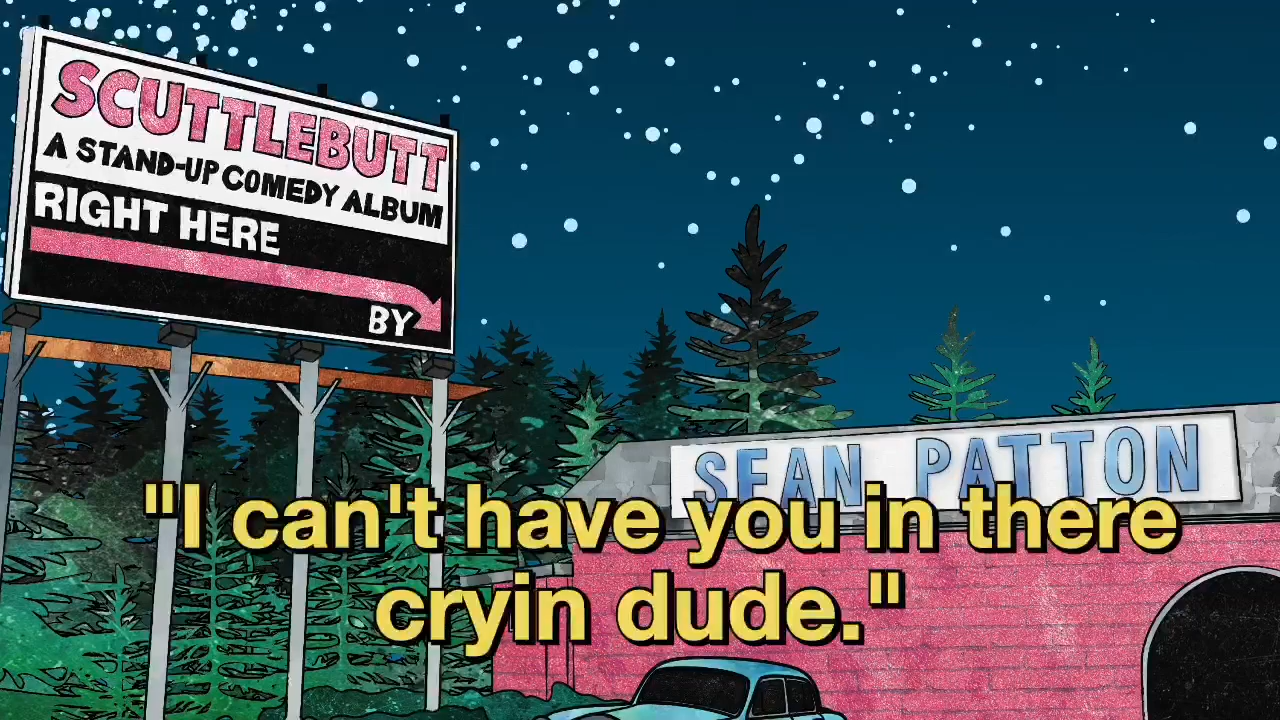 SCUTTLEBUTT
A STAND-UP COMEDY ALBUM
RIGHT HERE
BY
SEAN PATTON
"I can't have you in there
cryin dude."